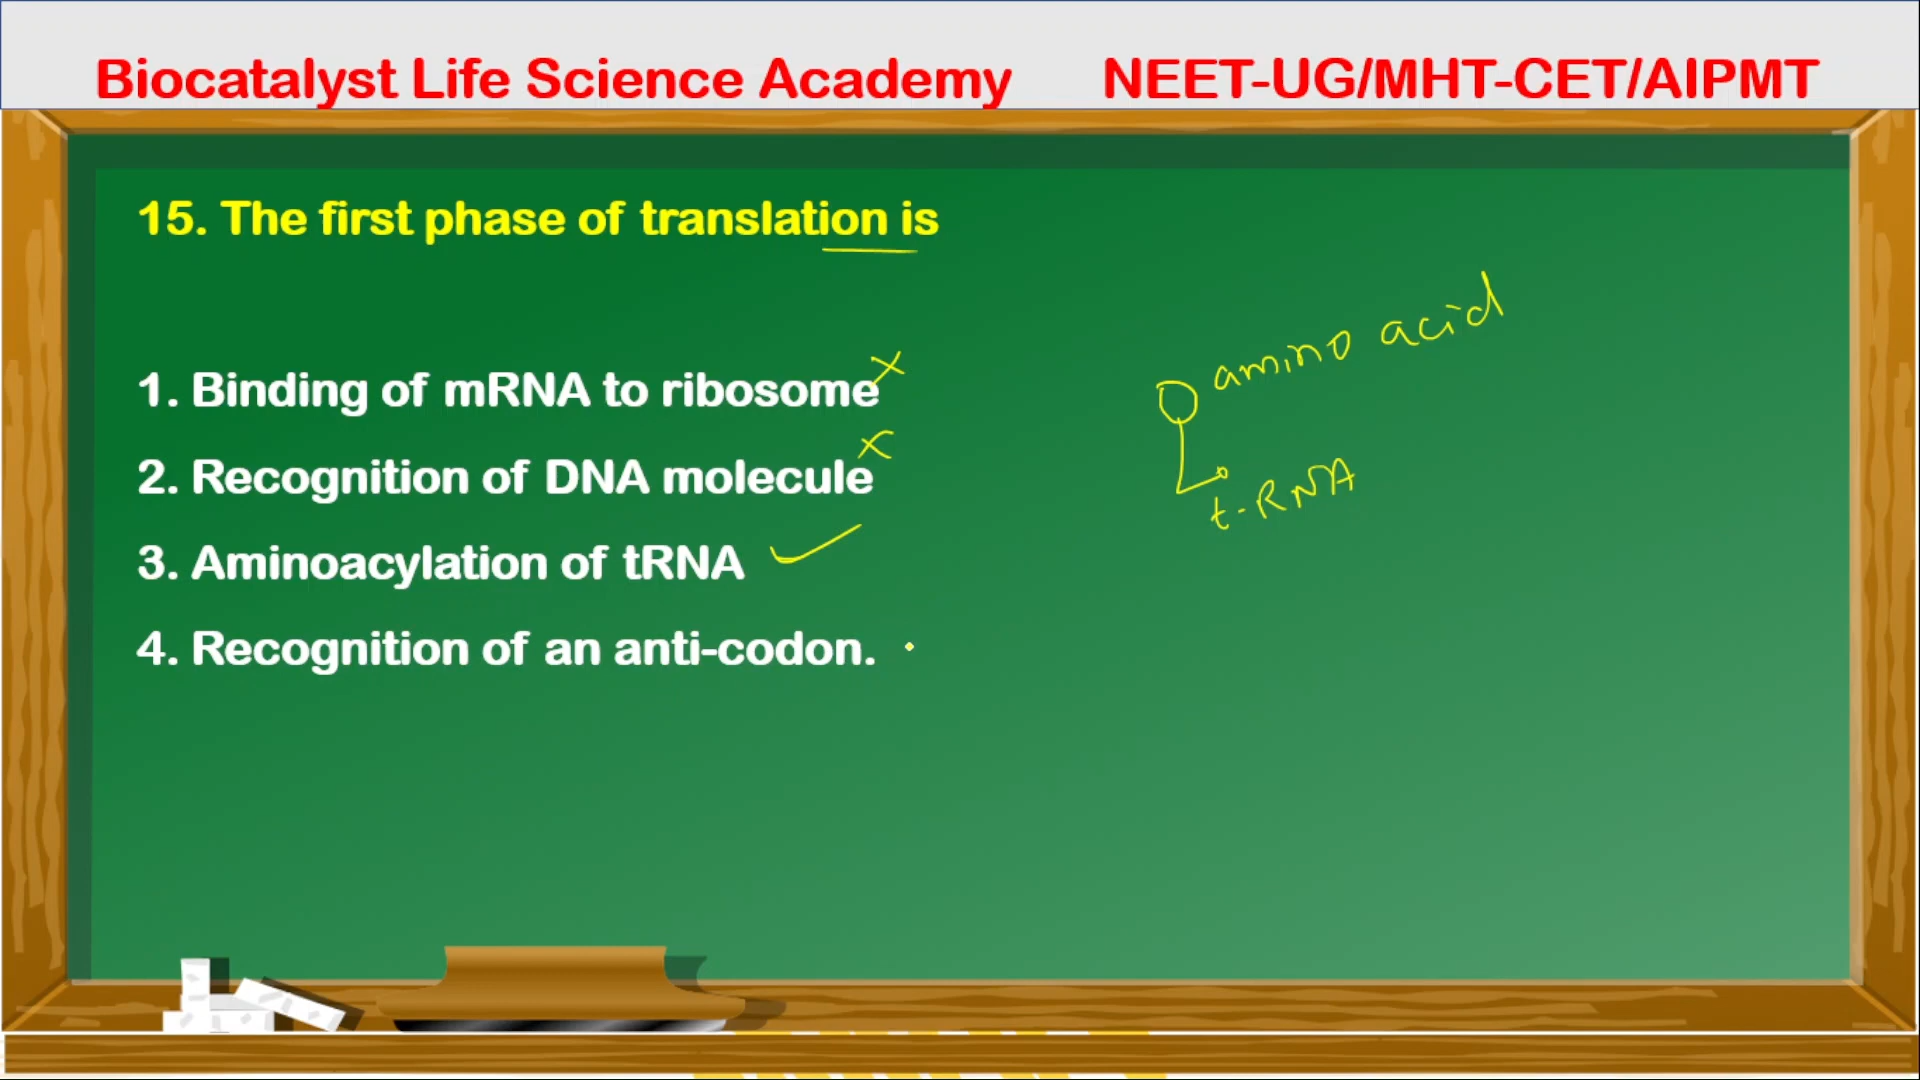 Biocatalyst Life Science Academy NEET-UG/MHT-CET/AIPMT
15. The first phase of translation is
1. Binding of mRNA to ribosome
2. Recognition of DNA molecule
3. Aminoacylation of tRNA
4. Recognition of an anti-codon.
amino acid
t-RNA